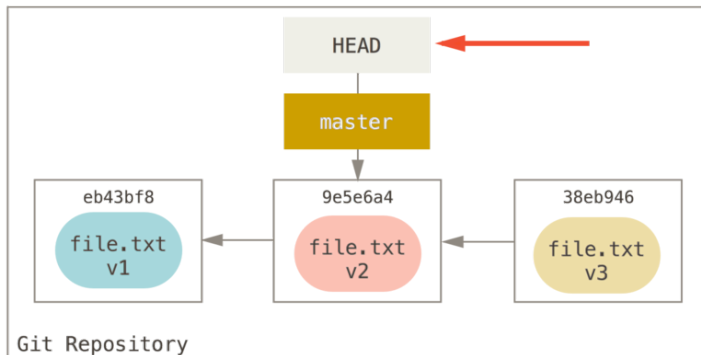 HEAD
master
eb43bf8
9e5e6a4
38eb946
file.txt
v1
file.txt
v2
file.txt
v3
Git Repository